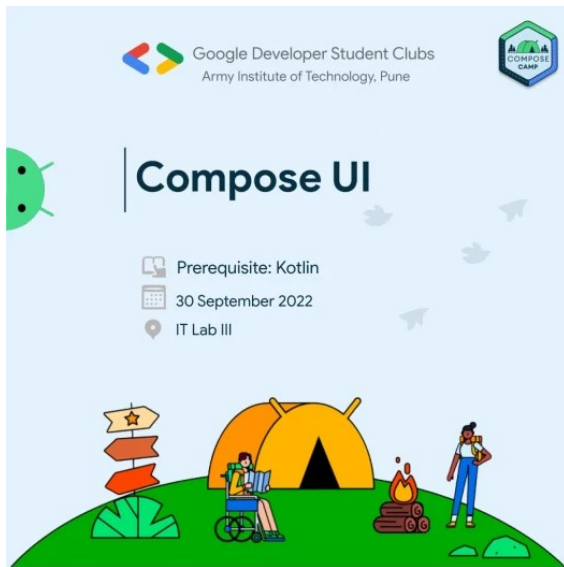 Google Developer Student Clubs
Army Institute of Technology, Pune
COMPOSE
CAMP
Compose UI
Prerequisite: Kotlin
30 September 2022
IT Lab III